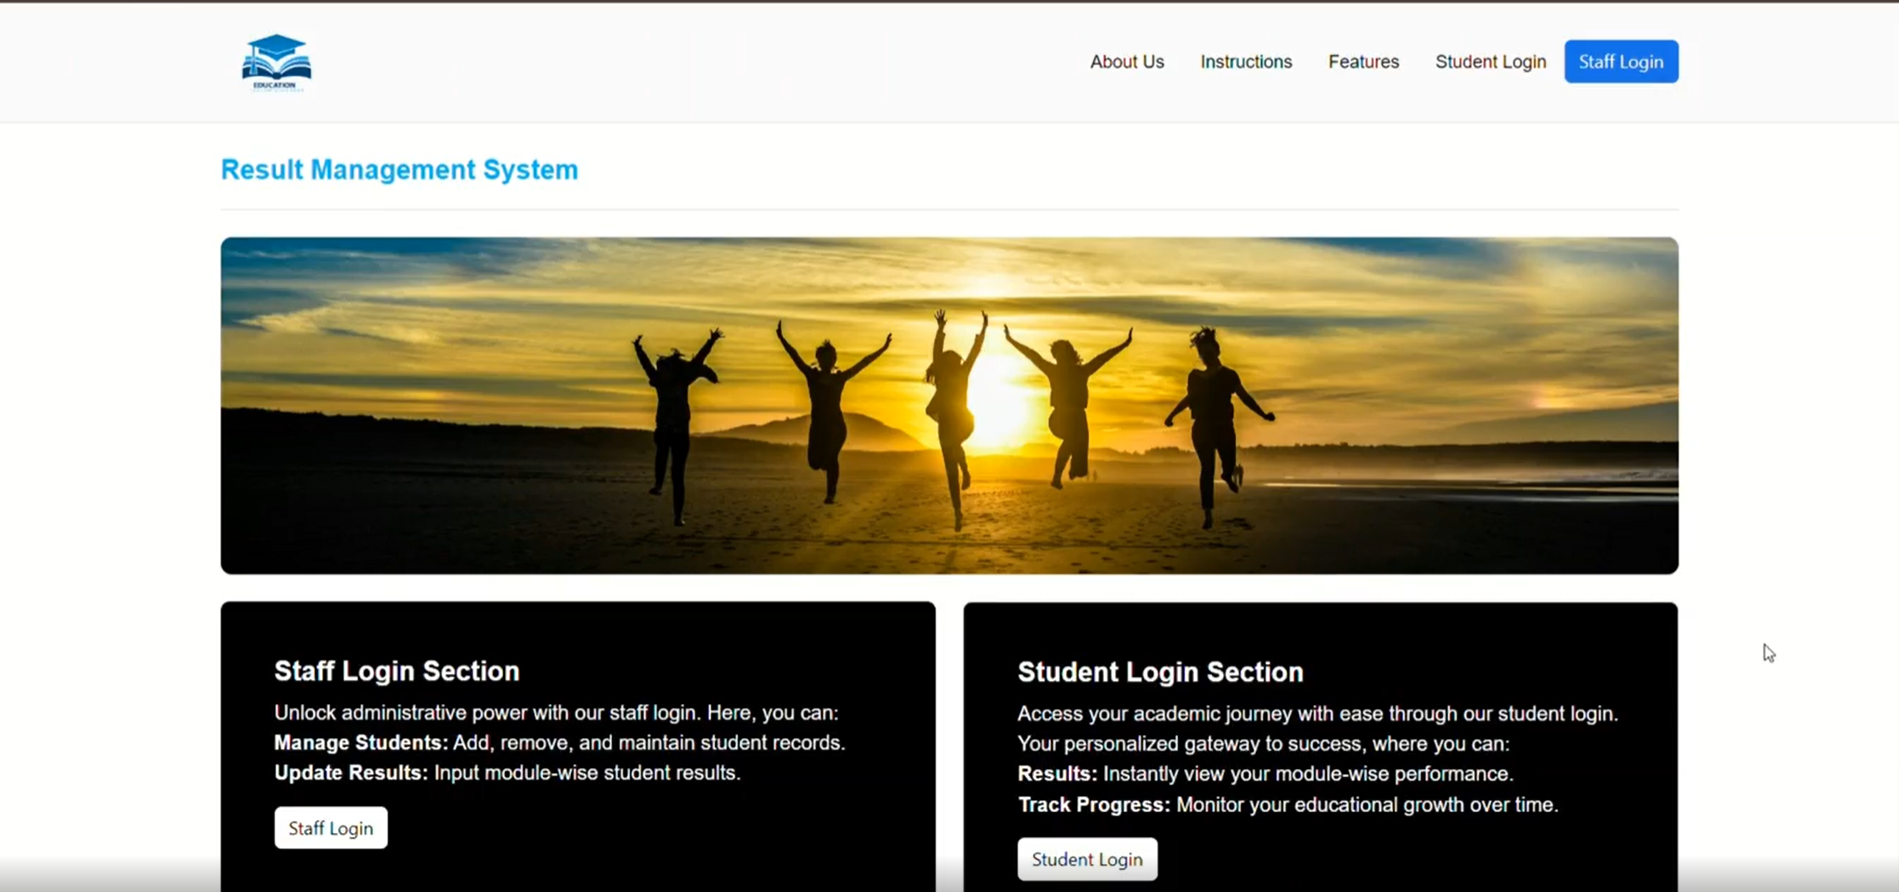 EDUCATION
About Us
Instructions
Features
Student Login
Staff Login
Result Management System
Staff Login Section
Unlock administrative power with our staff login. Here, you can:
Manage Students: Add, remove, and maintain student records.
Update Results: Input module-wise student results.
Staff Login
Student Login Section
Access your academic journey with ease through our student login.
Your personalized gateway to success, where you can:
Results: Instantly view your module-wise performance.
Track Progress: Monitor your educational growth over time.
Student Login